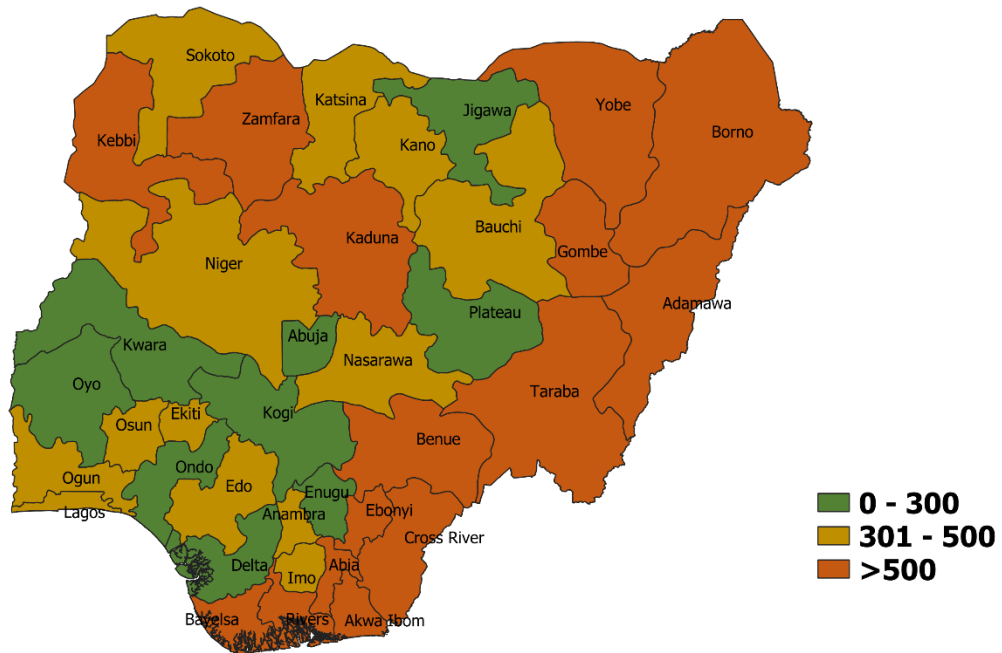 Sokoto
Katsina
Jigawa
Yobe
Borno
Kebbi
Zamfara
Kano
Bauchi
Kaduna
Gombe
Niger
Adamawa
Plateau
Abuja
Kwara
Nasarawa
Oyo
Taraba
Kogi
Osun
Ekiti
Benue
Ondo
Ogun
Edo
Enugu
Lagos
Anambra
Ebonyi
Cross River
Delta
Imo
Abia
Bayelsa
Rivers
Akwa Ibom
0 - 300
301 - 500
>500